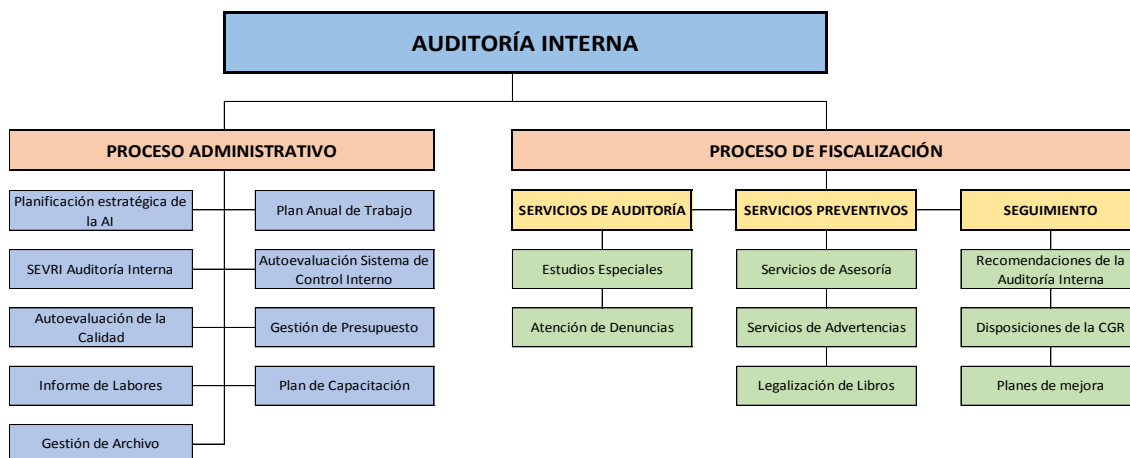 AUDITORÍA INTERNA
PROCESO ADMINISTRATIVO
PROCESO DE FISCALIZACIÓN
Planificación estratégica de
la AI
Plan Anual de Trabajo
SERVICIOS DE AUDITORÍA
SERVICIOS PREVENTIVOS
SEGUIMIENTO
SEVRI Auditoría Interna
Autoevaluación Sistema de
Control Interno
Estudios Especiales
Servicios de Asesoría
Recomendaciones de la
Auditoría Interna
Autoevaluación de la
Calidad
Gestión de Presupuesto
Atención de Denuncias
Servicios de Advertencias
Disposiciones de la CGR
Informe de Labores
Plan de Capacitación
Legalización de Libros
Planes de mejora
Gestión de Archivo